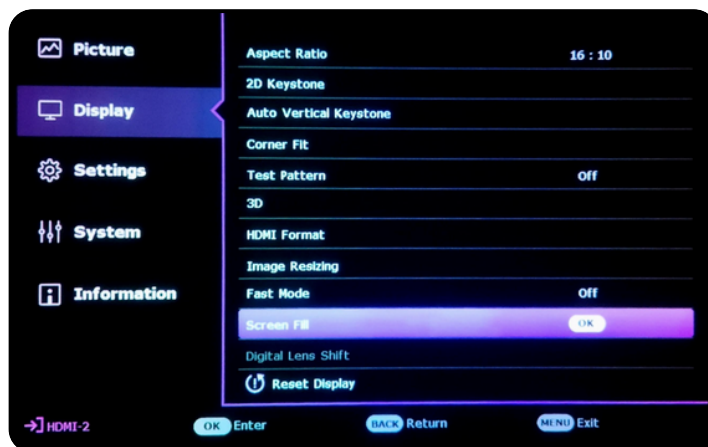 Picture
Display
Settings
System
Information
Aspect Ratio 16 : 10
2D Keystone
Auto Vertical Keystone
Corner Fit
Test Pattern Off
3D
HDMI Format
Image Resizing
Fast Mode Off
Screen Fill OK
Digital Lens Shift
Reset Display
HDMI-2 OK Enter BACK Return MENU Exit